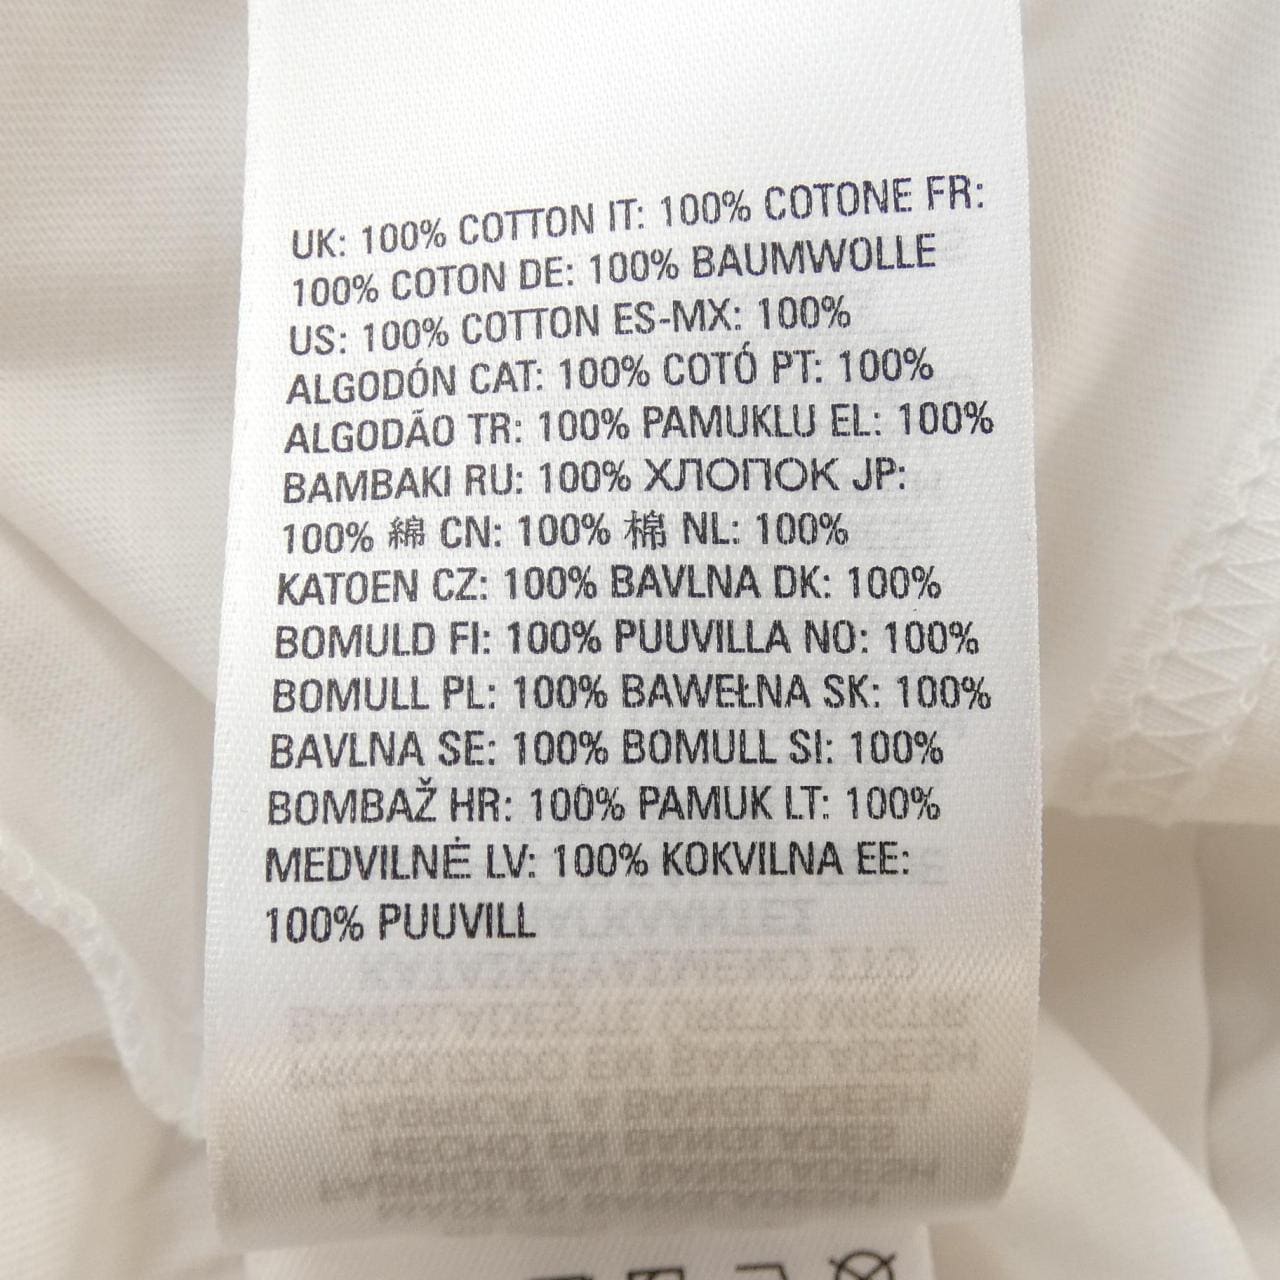 UK: 100% COTTON IT: 100% COTONE FR:
100% COTON DE: 100% BAUMWOLLE
US: 100% COTTON ES-MX: 100%
ALGODÓN CAT: 100% COTÓ PT: 100%
ALGODÃO TR: 100% PAMUKLU EL: 100%
BAMBAKI RU: 100% ХЛОПОК JP:
100% 綿 CN: 100% 棉 NL: 100%
KATOEN CZ: 100% BAVLNA DK: 100%
BOMULD FI: 100% PUUVILLA NO: 100%
BOMULL PL: 100% BAWEŁNA SK: 100%
BAVLNA SE: 100% BOMULL SI: 100%
BOMBAŽ HR: 100% PAMUK LT: 100%
MEDVILNĖ LV: 100% KOKVILNA EE:
100% PUUVILL